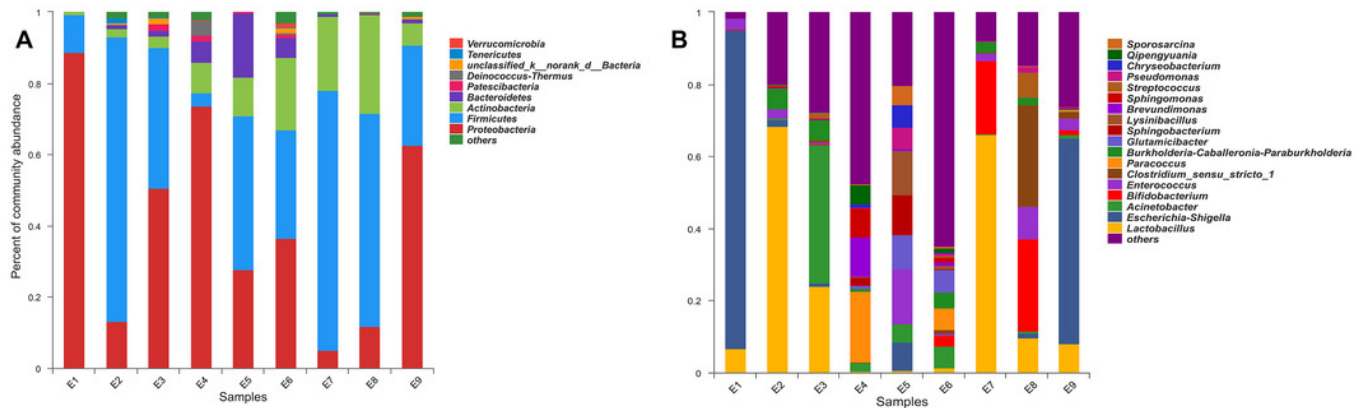 A
Percent of community abundance
1
0.8
0.6
0.4
0.2
0
E1
E2
E3
E4
E5
E6
E7
E8
E9
Samples
Verrucomicrobia
Tenericutes
unclassified_k__norank_d__Bacteria
Deinococcus-Thermus
Patescibacteria
Bacteroidetes
Actinobacteria
Firmicutes
Proteobacteria
others
B
1
0.8
0.6
0.4
0.2
0
E1
E2
E3
E4
E5
E6
E7
E8
E9
Samples
Sporosarcina
Qipengyuania
Chryseobacterium
Pseudomonas
Streptococcus
Sphingomonas
Brevundimonas
Lysinibacillus
Sphingobacterium
Glutamicibacter
Burkholderia-Caballeronia-Paraburkholderia
Paracoccus
Clostridium_sensu_stricto_1
Enterococcus
Bifidobacterium
Acinetobacter
Escherichia-Shigella
Lactobacillus
others